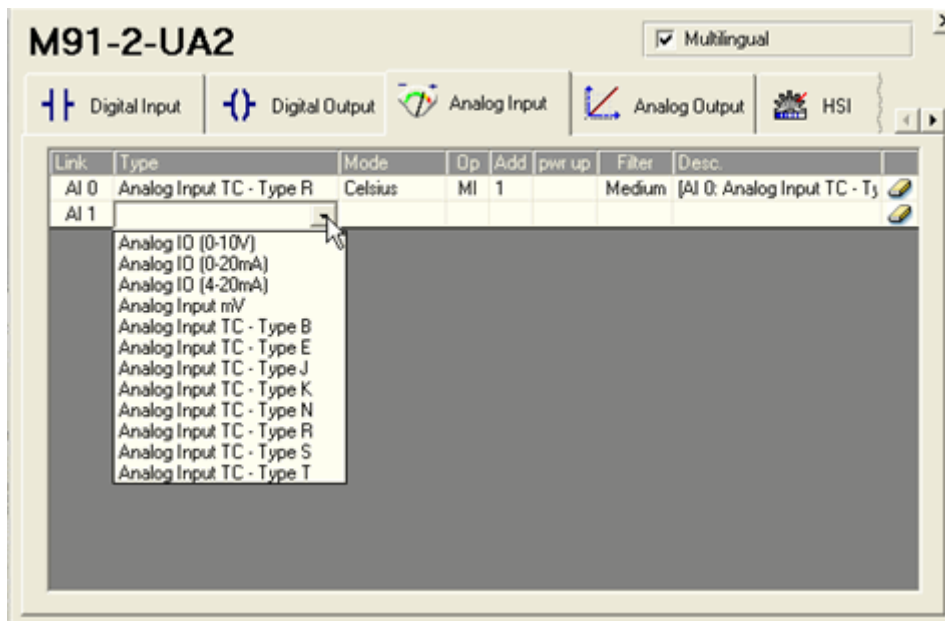 M91-2-UA2
Multilingual
Digital Input Digital Output Analog Input Analog Output HSI
Link Type Mode Op Add pwr up Filter Desc.
AI 0 Analog Input TC - Type R Celsius MI 1 Medium [AI 0: Analog Input TC - Ty
AI 1
Analog IO (0-10V)
Analog IO (0-20mA)
Analog IO (4-20mA)
Analog Input mV
Analog Input TC - Type B
Analog Input TC - Type E
Analog Input TC - Type J
Analog Input TC - Type K
Analog Input TC - Type N
Analog Input TC - Type R
Analog Input TC - Type S
Analog Input TC - Type T